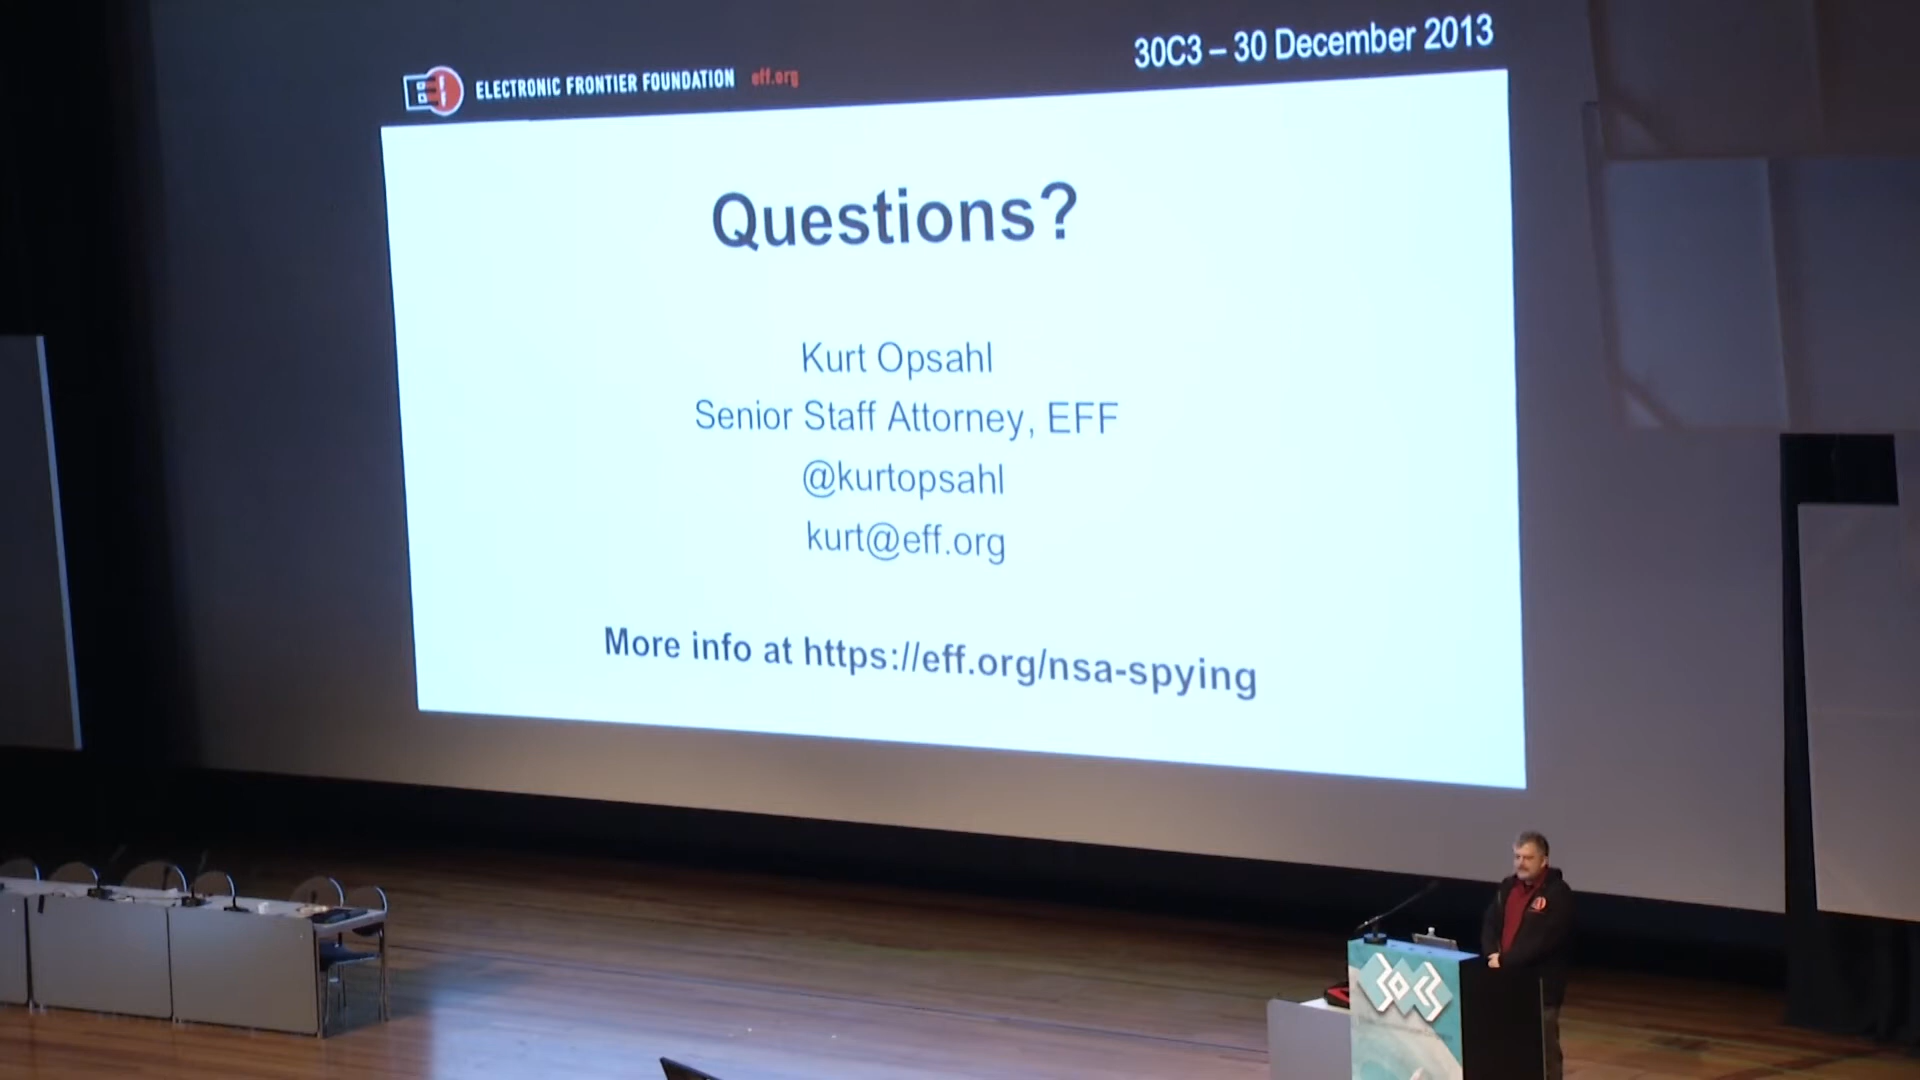 ELECTRONIC FRONTIER FOUNDATION eff.org
30C3 – 30 December 2013
Questions?
Kurt Opsahl
Senior Staff Attorney, EFF
@kurtopsahl
kurt@eff.org
More info at https://eff.org/nsa-spying
30C3